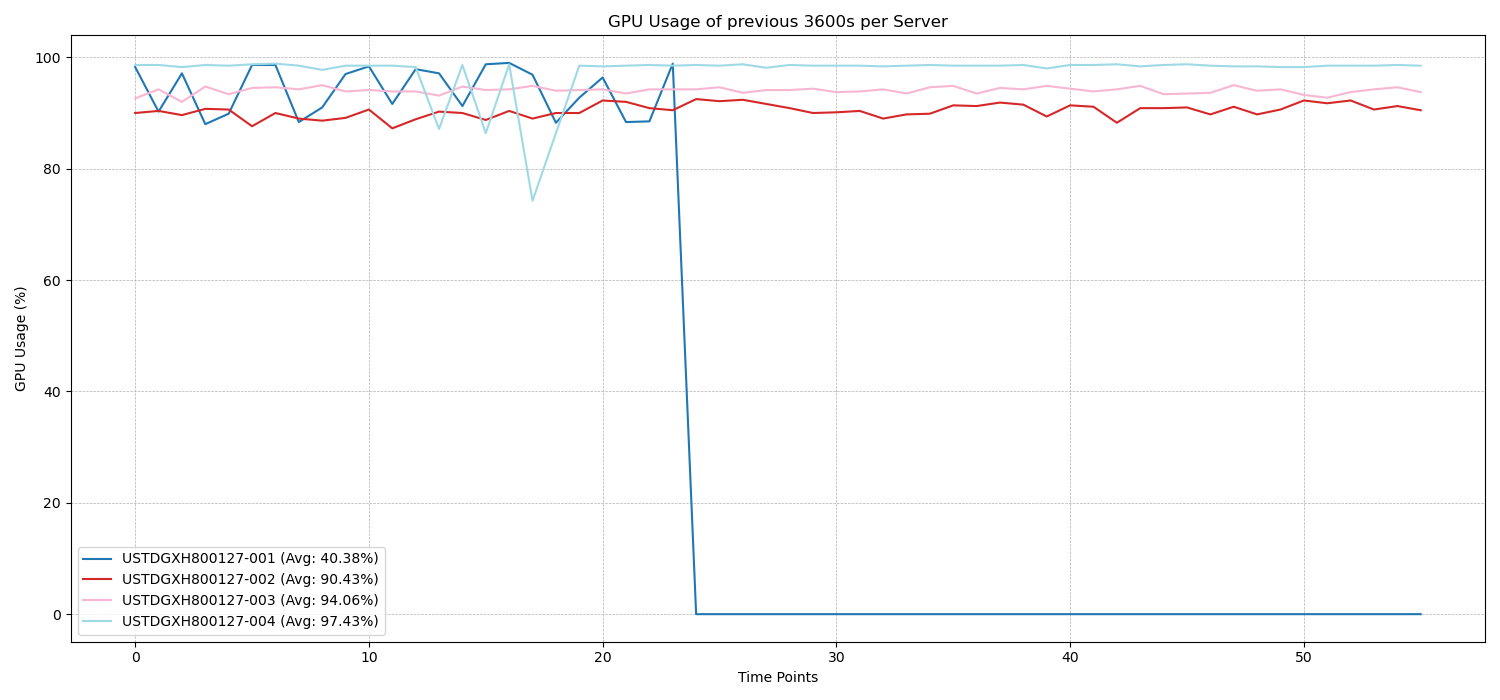 GPU Usage of previous 3600s per Server
GPU Usage (%)
100
80
60
40
20
0
USTDGXH800127-001 (Avg: 40.38%)
USTDGXH800127-002 (Avg: 90.43%)
USTDGXH800127-003 (Avg: 94.06%)
USTDGXH800127-004 (Avg: 97.43%)
0 10 20 30 40 50
Time Points